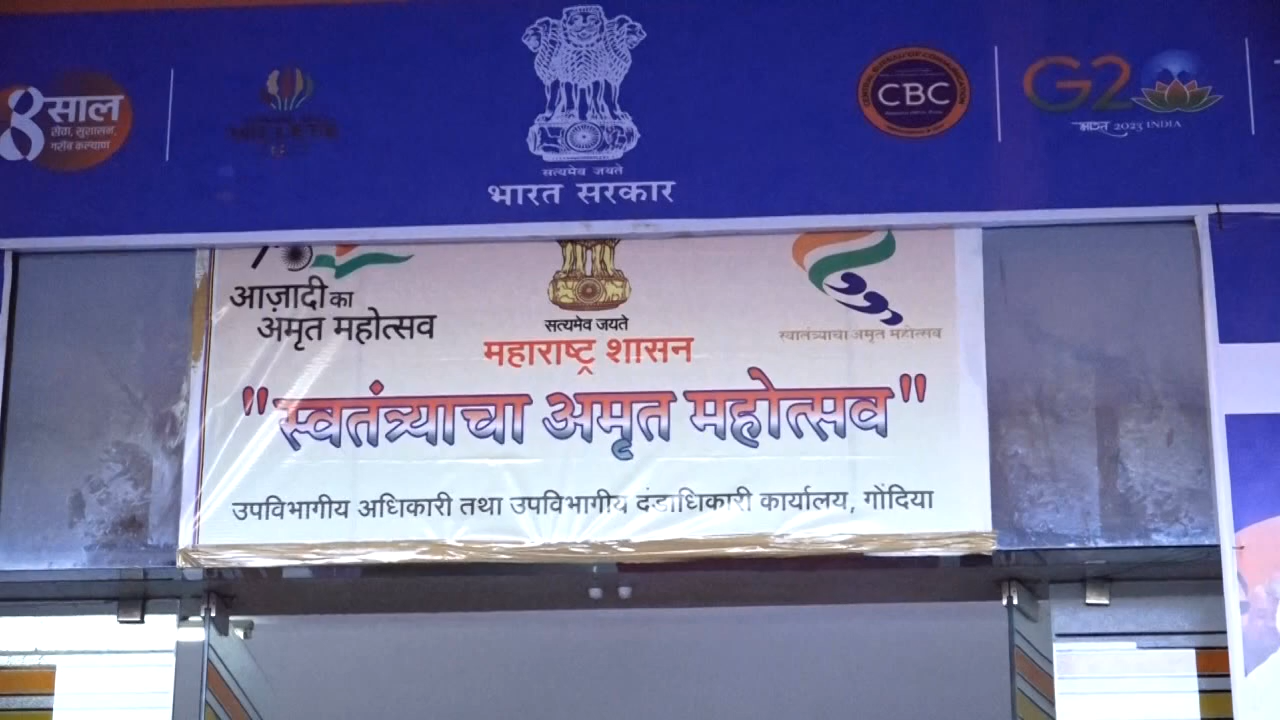 8 साल
सेवा, सुशासन,
गरीब कल्याण
सत्यमेव जयते
भारत सरकार
CBC
G2
भारत 2023 INDIA
आज़ादी का
अमृत महोत्सव
सत्यमेव जयते
महाराष्ट्र शासन
स्वातंत्र्याचा अमृत महोत्सव
"स्वतंत्र्याचा अमृत महोत्सव"
उपविभागीय अधिकारी तथा उपविभागीय दंडाधिकारी कार्यालय, गोंदिया